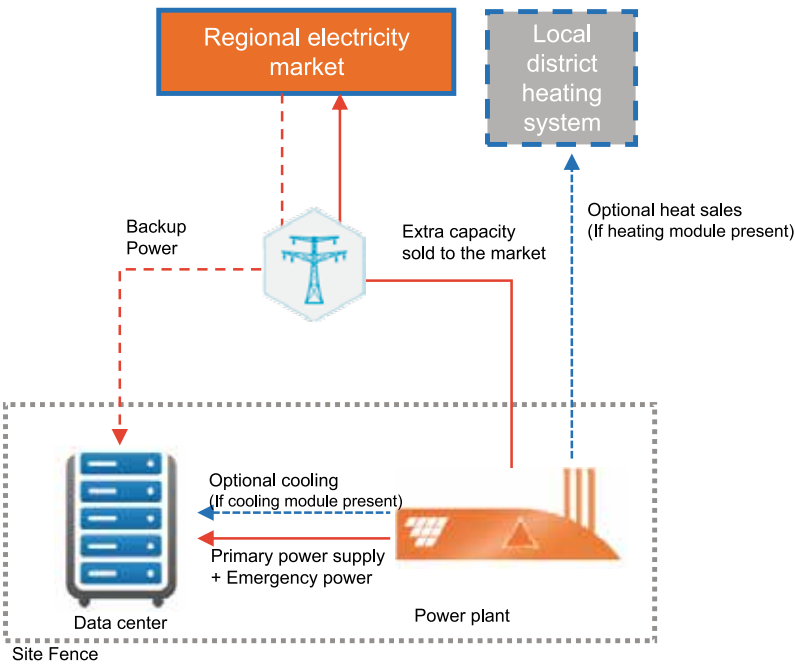 Regional electricity
market
Local
district
heating
system
Backup
Power
Extra capacity
sold to the market
Optional heat sales
(If heating module present)
Optional cooling
(If cooling module present)
Primary power supply
+ Emergency power
Data center
Power plant
Site Fence